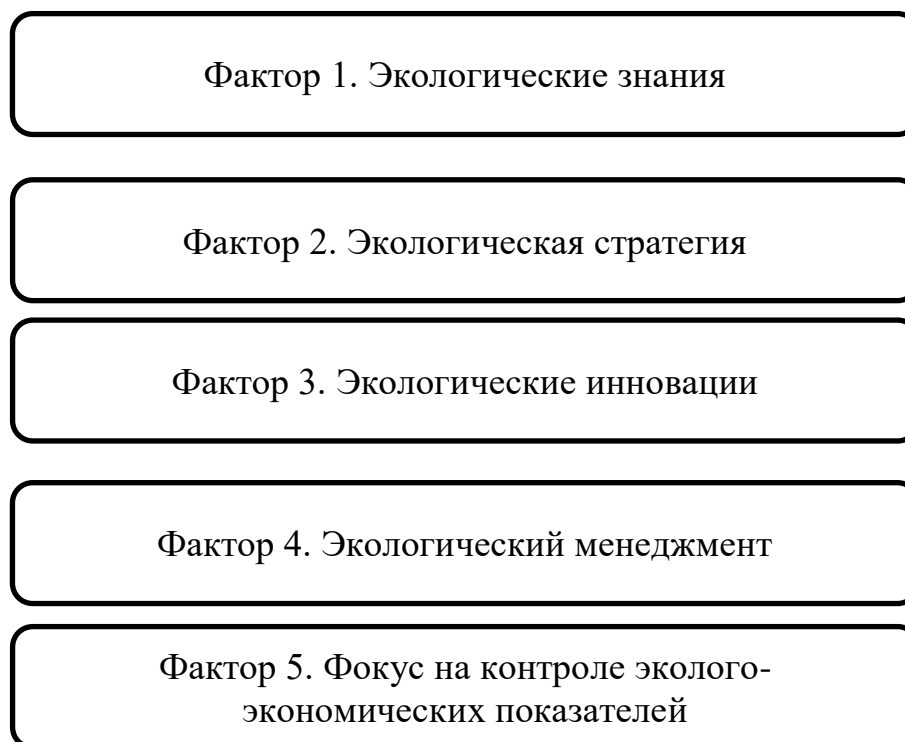 Фактор 1. Экологические знания
Фактор 2. Экологическая стратегия
Фактор 3. Экологические инновации
Фактор 4. Экологический менеджмент
Фактор 5. Фокус на контроле эколого-
экономических показателей